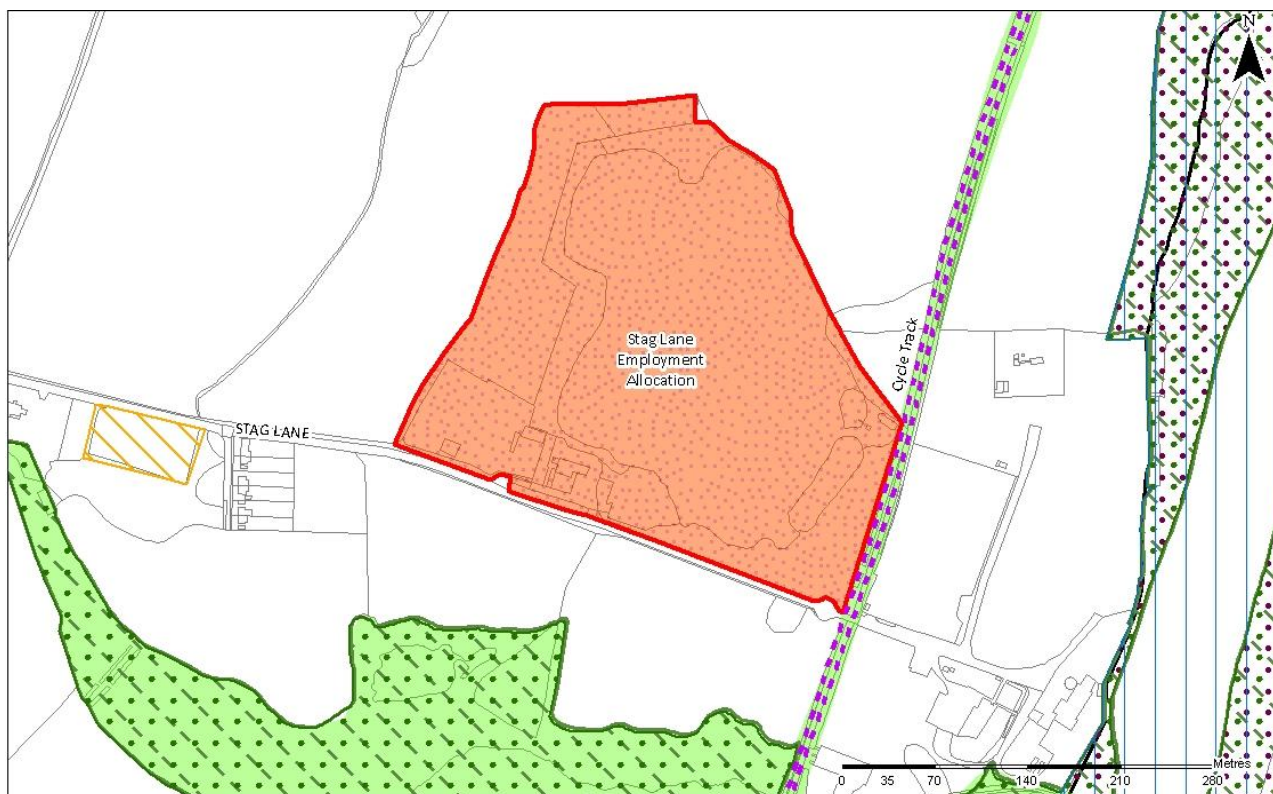 N
Stag Lane
Employment
Allocation
Cycle Track
STAG LANE
Metres
0 35 70 140 210 280